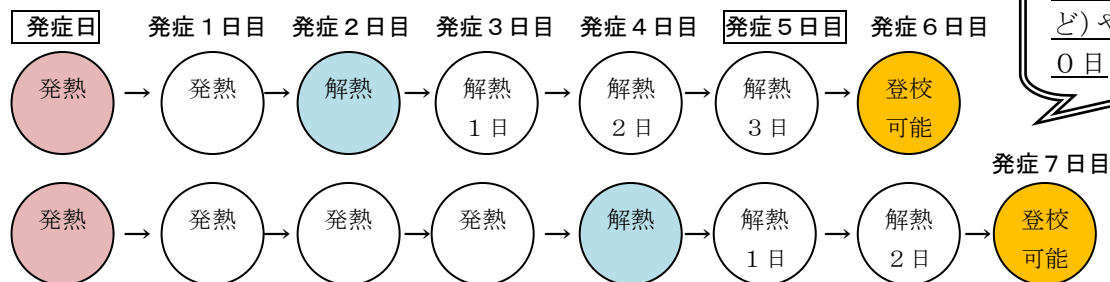 発症日 発症１日目 発症２日目 発症３日目 発症４日目 発症５日目 発症６日目
ど)や
０日
発熱 → 発熱 → 解熱 → 解熱 → 解熱 → 解熱 → 登校
１日 ２日 ３日 可能
発症７日目
発熱 → 発熱 → 発熱 → 発熱 → 解熱 → 解熱 → 解熱 → 登校
１日 ２日 可能